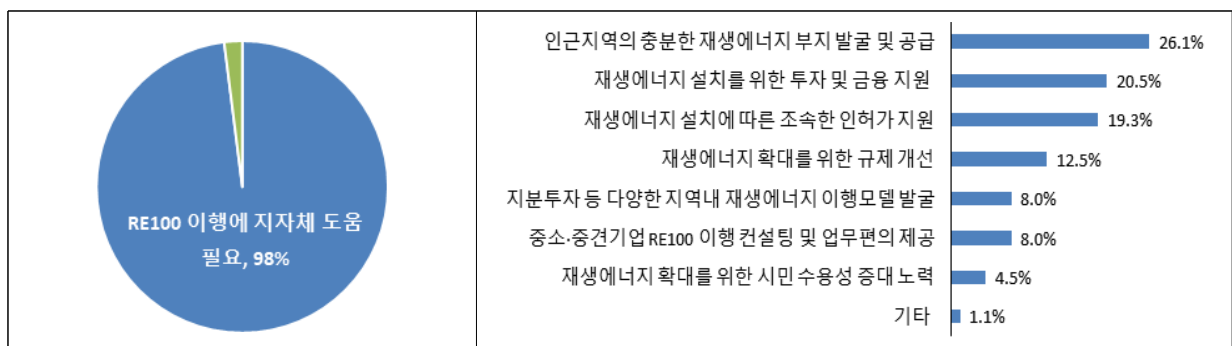 RE100 이행에 지자체 도움
필요, 98%
인근지역의 충분한 재생에너지 부지 발굴 및 공급 26.1%
재생에너지 설치를 위한 투자 및 금융 지원 20.5%
재생에너지 설치에 따른 조속한 인허가 지원 19.3%
재생에너지 확대를 위한 규제 개선 12.5%
지분투자 등 다양한 지역내 재생에너지 이행모델 발굴 8.0%
중소·중견기업 RE100 이행 컨설팅 및 업무편의 제공 8.0%
재생에너지 확대를 위한 시민 수용성 증대 노력 4.5%
기타 1.1%